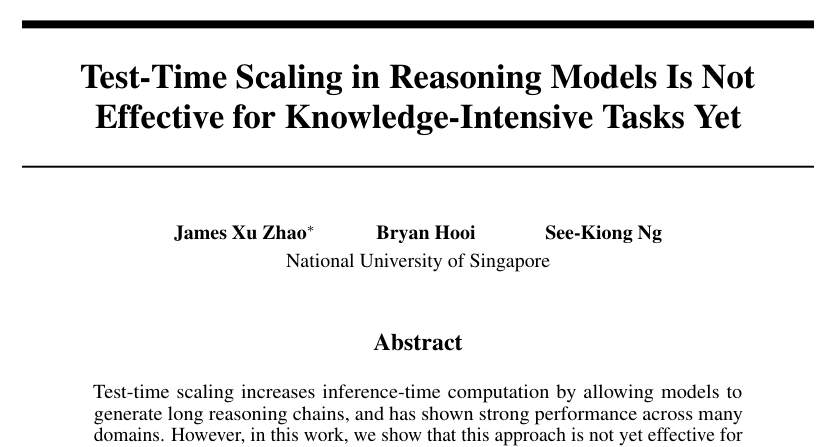 Test-Time Scaling in Reasoning Models Is Not
Effective for Knowledge-Intensive Tasks Yet
James Xu Zhao* Bryan Hooi See-Kiong Ng
National University of Singapore
Abstract
Test-time scaling increases inference-time computation by allowing models to
generate long reasoning chains, and has shown strong performance across many
domains. However, in this work, we show that this approach is not yet effective for